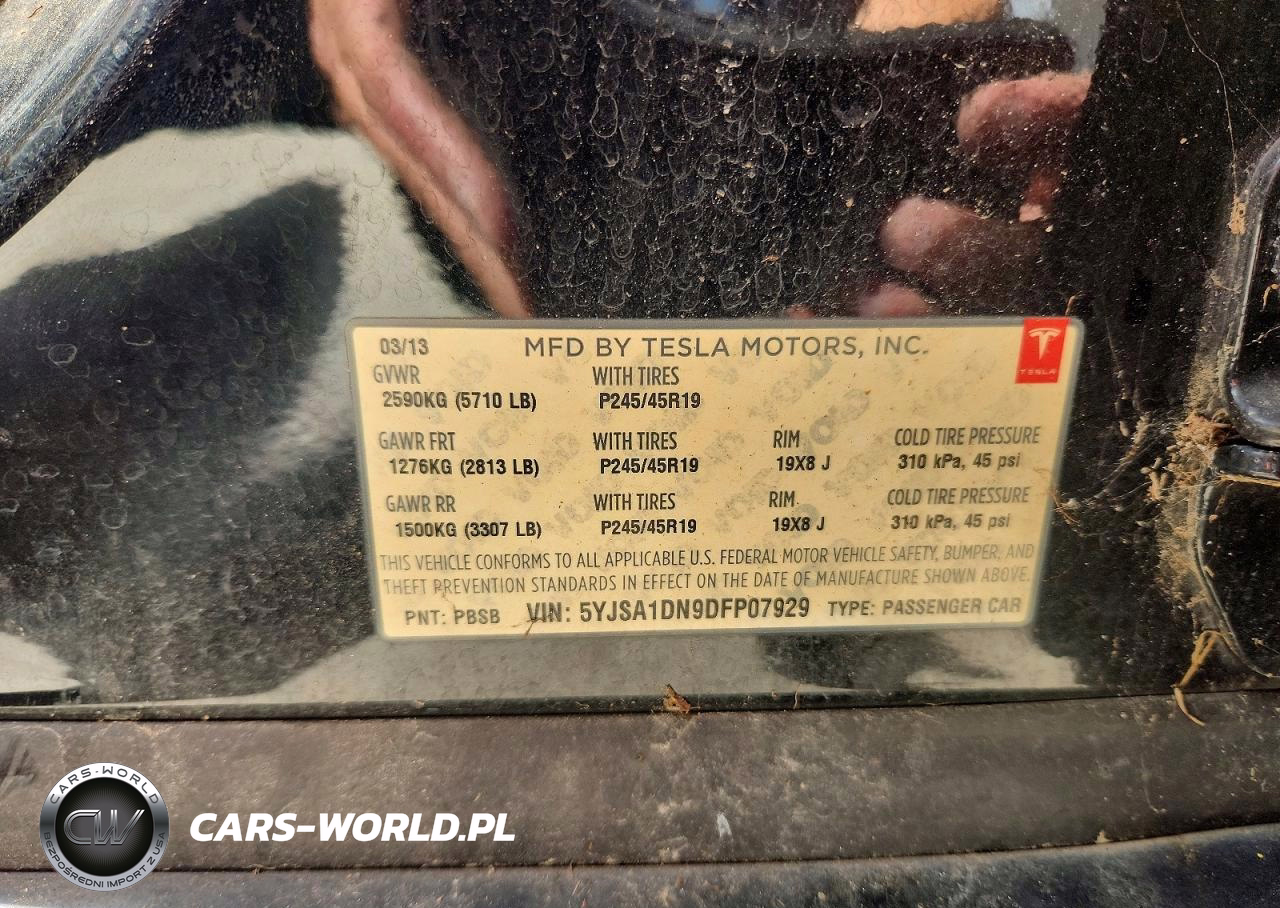 03/13 MFD BY TESLA MOTORS, INC.
TESLA
GVWR WITH TIRES
2590KG (5710 LB) P245/45R19
GAWR FRT WITH TIRES RIM COLD TIRE PRESSURE
1276KG (2813 LB) P245/45R19 19X8 J 310 kPa, 45 psi
GAWR RR WITH TIRES RIM COLD TIRE PRESSURE
1500KG (3307 LB) P245/45R19 19X8 J 310 kPa, 45 psi
THIS VEHICLE CONFORMS TO ALL APPLICABLE U.S. FEDERAL MOTOR VEHICLE SAFETY, BUMPER, AND
THEFT PREVENTION STANDARDS IN EFFECT ON THE DATE OF MANUFACTURE SHOWN ABOVE.
PNT: PBSB VIN: 5YJSA1DN9DFP07929 TYPE: PASSENGER CAR
CARS-WORLD
CW
BEZPOŚREDNI IMPORT Z USA
CARS-WORLD.PL